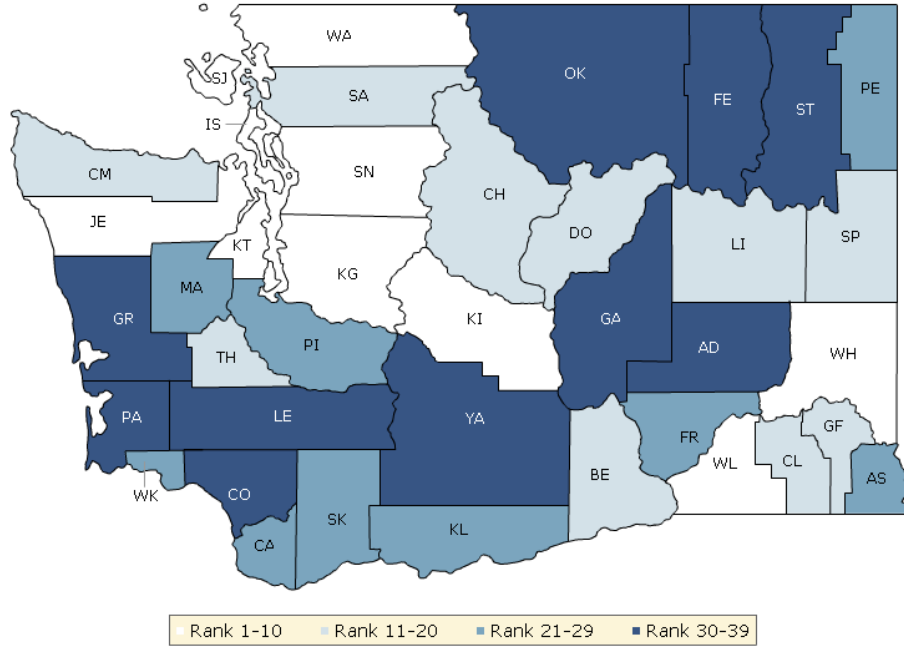 WA
OK
SJ
FE
ST
PE
SA
IS
SN
CM
CH
JE
DO
KT
LI
SP
KG
MA
GR
KI
GA
PI
TH
AD
WH
PA
LE
YA
GF
FR
WL
CL
BE
AS
WK
CO
SK
KL
CA
Rank 1-10 Rank 11-20 Rank 21-29 Rank 30-39